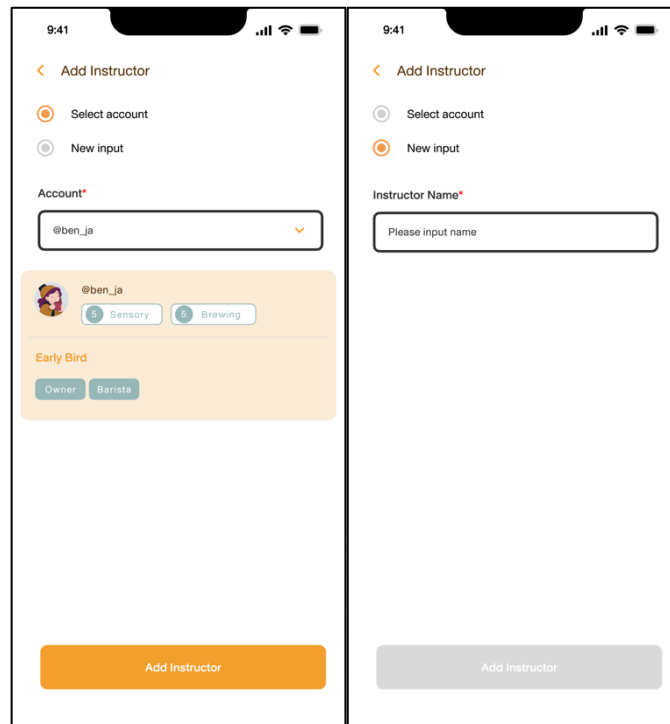 9:41
Add Instructor
Select account
New input
Account*
@ben_ja
@ben_ja
5 Sensory 5 Brewing
Early Bird
Owner Barista
Add Instructor
9:41
Add Instructor
Select account
New input
Instructor Name*
Please input name
Add Instructor